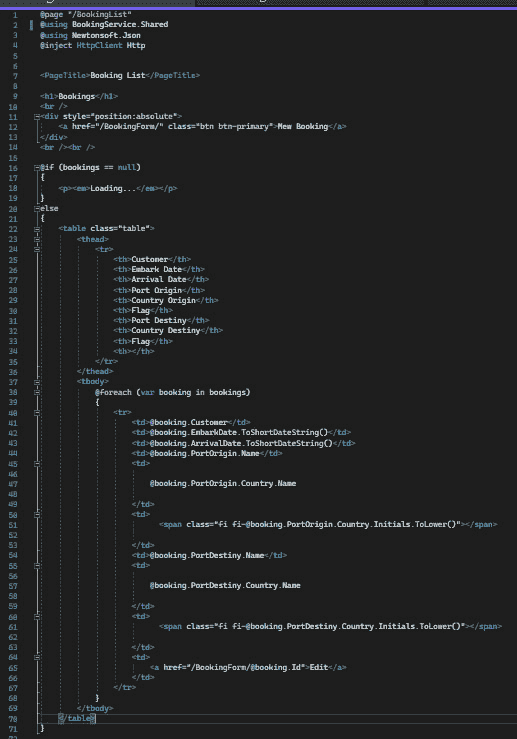 1 @page "/BookingList"
2 @using BookingService.Shared
3 @using Newtonsoft.Json
4 @inject HttpClient Http
5
6
7 <PageTitle>Booking List</PageTitle>
8
9 <h1>Bookings</h1>
10 <br />
11 <div style="position:absolute">
12 <a href="/BookingForm/" class="btn btn-primary">Mew Booking</a>
13 </div>
14 <br /><br />
15
16 @if (bookings == null)
17 {
18 <p><em>Loading...</em></p>
19 }
20 else
21 {
22 <table class="table">
23 <thead>
24 <tr>
25 <th>Customer</th>
26 <th>Embark Date</th>
27 <th>Arrival Date</th>
28 <th>Port Origin</th>
29 <th>Country Origin</th>
30 <th>Flag</th>
31 <th>Port Destiny</th>
32 <th>Country Destiny</th>
33 <th>Flag</th>
34 <th></th>
35 </tr>
36 </thead>
37 <tbody>
38 @foreach (var booking in bookings)
39 {
40 <tr>
41 <td>@booking.Customer</td>
42 <td>@booking.EmbarkDate.ToShortDateString()</td>
43 <td>@booking.ArrivalDate.ToShortDateString()</td>
44 <td>@booking.PortOrigin.Name</td>
45 <td>
46
47 @booking.PortOrigin.Country.Name
48
49 </td>
50 <td>
51 <span class="fi fi-@booking.PortOrigin.Country.Initials.ToLower()"></span>
52
53 </td>
54 <td>@booking.PortDestiny.Name</td>
55 <td>
56
57 @booking.PortDestiny.Country.Name
58
59 </td>
60 <td>
61 <span class="fi fi-@booking.PortDestiny.Country.Initials.ToLower()"></span>
62
63 </td>
64 <td>
65 <a href="/BookingForm/@booking.Id">Edit</a>
66 </td>
67 </tr>
68 }
69 </tbody>
70 </table>
71 }